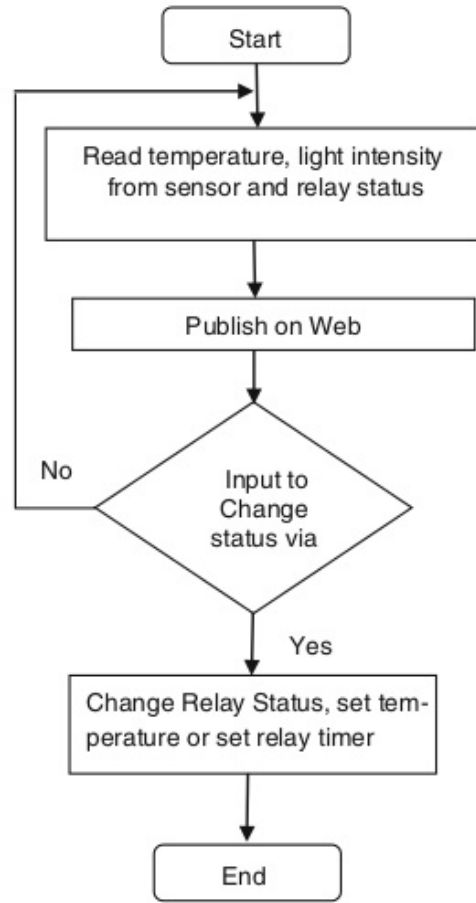 Start
Read temperature, light intensity
from sensor and relay status
Publish on Web
Input to
Change
status via
No
Yes
Change Relay Status, set tem-
perature or set relay timer
End